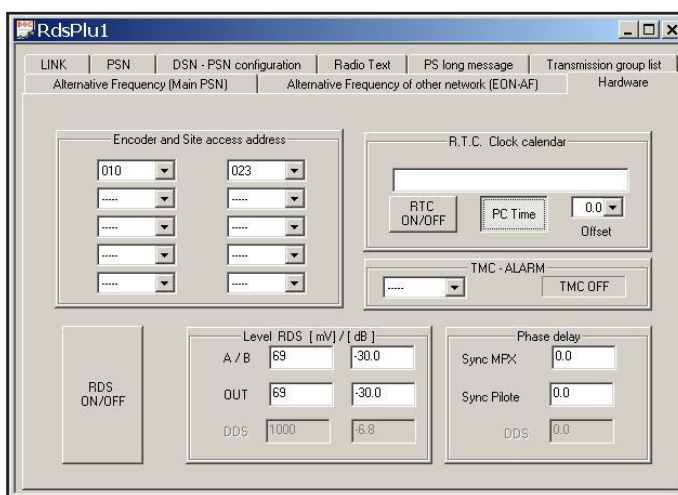 RdsPlu1
LINK PSN DSN - PSN configuration Radio Text PS long message Transmission group list
Alternative Frequency (Main PSN) Alternative Frequency of other network (EON-AF) Hardware
Encoder and Site access address
010 023
----- -----
----- -----
----- -----
----- -----
R.T.C. Clock calendar
RTC ON/OFF PC Time 0.0
Offset
TMC - ALARM
----- TMC OFF
RDS
ON/OFF
Level RDS [ mV] / [ dB ]
A / B 69 -30.0
OUT 69 -30.0
DDS 1000 -6.8
Phase delay
Sync MPX 0.0
Sync Pilote 0.0
DDS 0.0